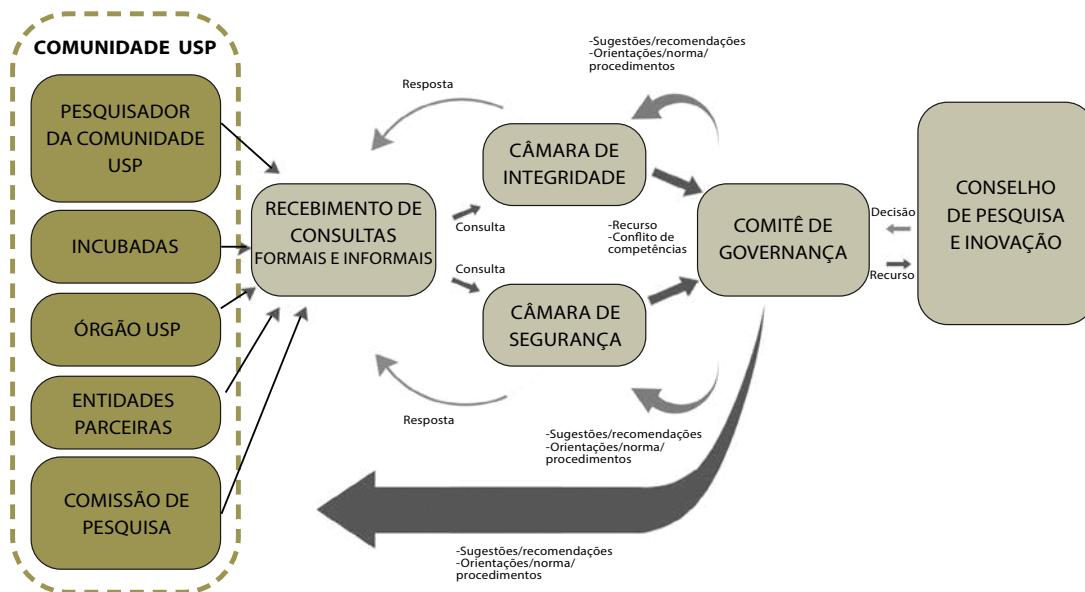 COMUNIDADE USP
PESQUISADOR
DA COMUNIDADE
USP
INCUBADAS
ÓRGÃO USP
ENTIDADES
PARCEIRAS
COMISSÃO DE
PESQUISA
RECEBIMENTO DE
CONSULTAS
FORMAIS E INFORMAIS
Resposta
Consulta
Consulta
Resposta
CÂMARA DE
INTEGRIDADE
CÂMARA DE
SEGURANÇA
-Sugestões/recomendações
-Orientações/norma/
procedimentos
-Recurso
-Conflito de
competências)
-Sugestões/recomendações
-Orientações/norma/
procedimentos
COMITÊ DE
GOVERNANÇA
Decisão
Recurso
CONSELHO
DE PESQUISA
E INOVAÇÃO
-Sugestões/recomendações
-Orientações/norma/
procedimentos